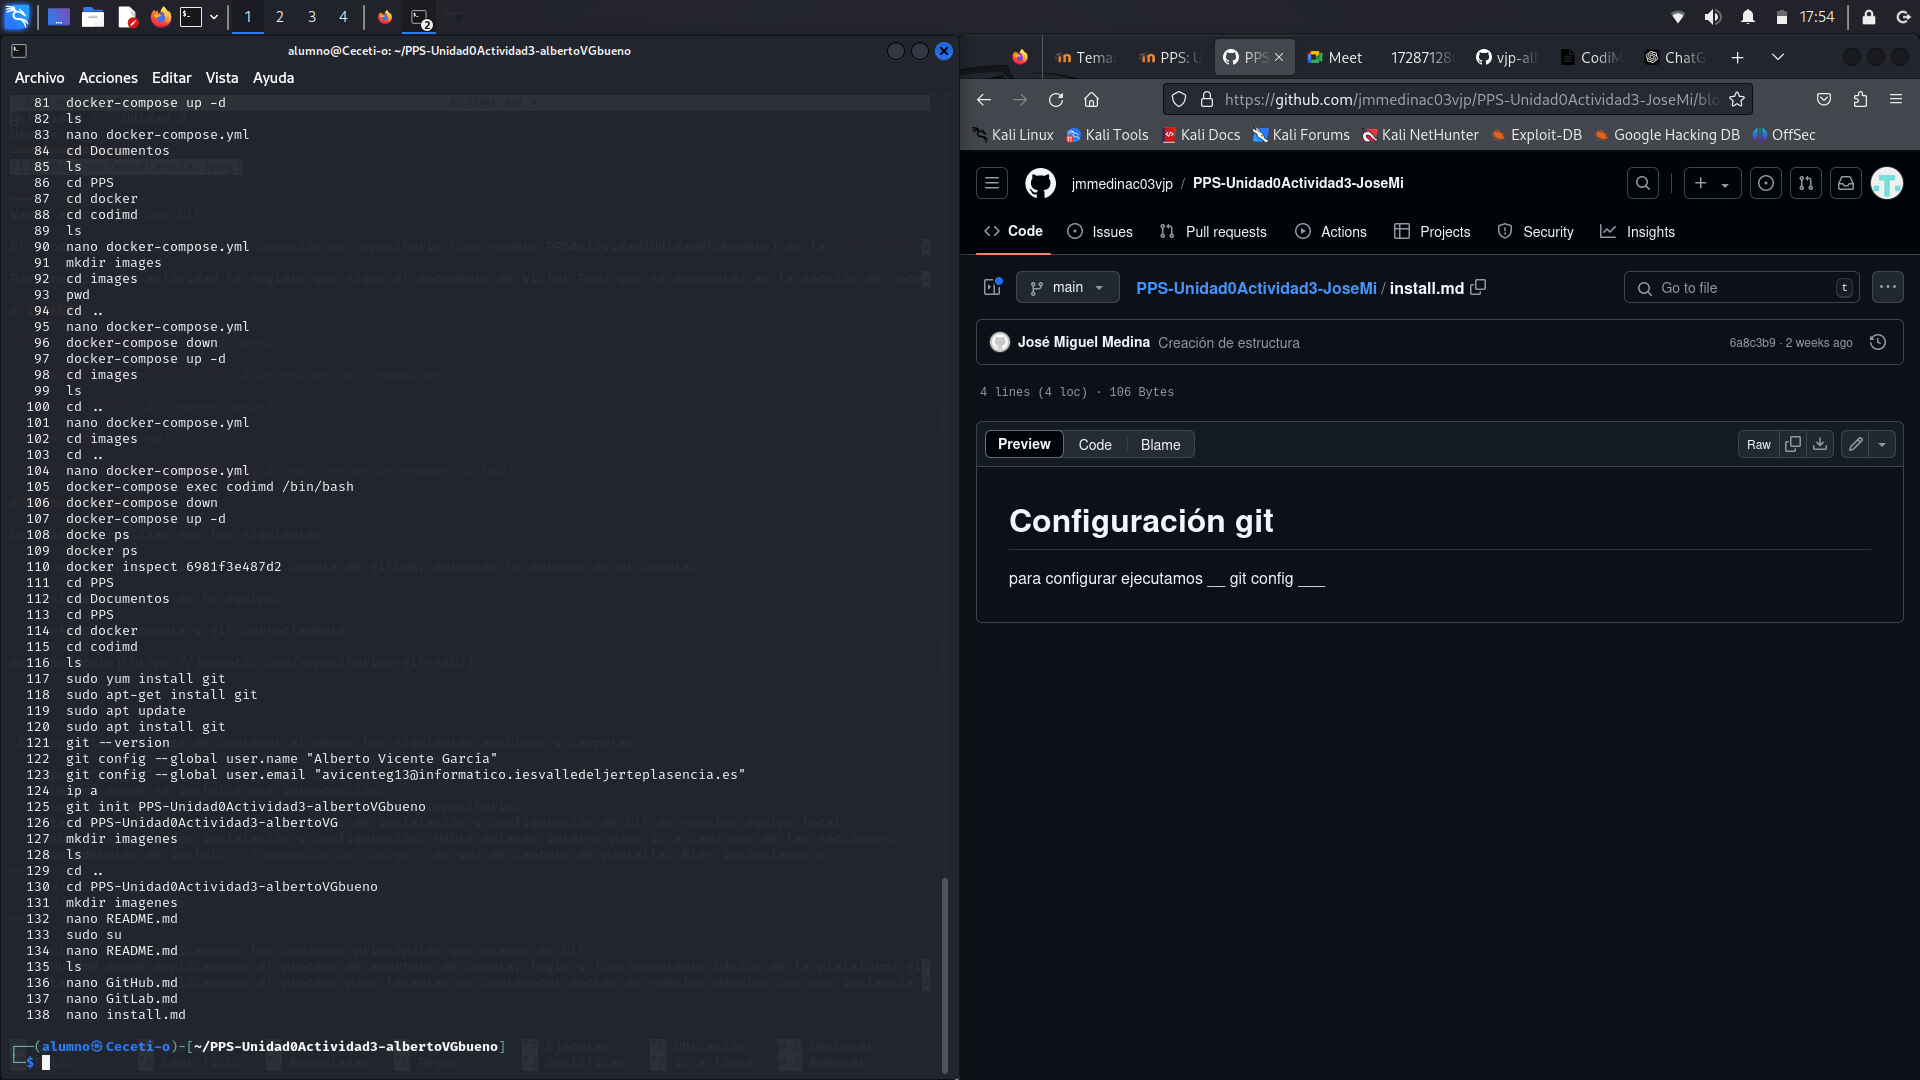 1 2 3 4 2 17:54
alumno@Ceceti-o: ~/PPS-Unidad0Actividad3-albertoVGbueno
Archivo Acciones Editar Vista Ayuda
81 docker-compose up -d
82 ls
83 nano docker-compose.yml
84 cd Documentos
85 ls
86 cd PPS
87 cd docker
88 cd codimd
89 ls
90 nano docker-compose.yml
91 mkdir images
92 cd images
93 pwd
94 cd ..
95 nano docker-compose.yml
96 docker-compose down
97 docker-compose up -d
98 cd images
99 ls
100 cd ..
101 nano docker-compose.yml
102 cd images
103 cd ..
104 nano docker-compose.yml
105 docker-compose exec codimd /bin/bash
106 docker-compose down
107 docker-compose up -d
108 docke ps
109 docker ps
110 docker inspect 6981f3e487d2
111 cd PPS
112 cd Documentos
113 cd PPS
114 cd docker
115 cd codimd
116 ls
117 sudo yum install git
118 sudo apt-get install git
119 sudo apt update
120 sudo apt install git
121 git --version
122 git config --global user.name "Alberto Vicente García"
123 git config --global user.email "avicenteg13@informatico.iesvalledeljerteplasencia.es"
124 ip a
125 git init PPS-Unidad0Actividad3-albertoVGbueno
126 cd PPS-Unidad0Actividad3-albertoVG
127 mkdir imagenes
128 ls
129 cd ..
130 cd PPS-Unidad0Actividad3-albertoVGbueno
131 mkdir imagenes
132 nano README.md
133 sudo su
134 nano README.md
135 ls
136 nano GitHub.md
137 nano GitLab.md
138 nano install.md
(alumno㉿Ceceti-o)-[~/PPS-Unidad0Actividad3-albertoVGbueno]
$
Tema: PPS: U PPS Meet 17287128 vjp-al CodiM ChatG
https://github.com/jmmedinac03vjp/PPS-Unidad0Actividad3-JoseMi/blo
Kali Linux Kali Tools Kali Docs Kali Forums Kali NetHunter Exploit-DB Google Hacking DB OffSec
jmmedinac03vjp / PPS-Unidad0Actividad3-JoseMi
Code Issues Pull requests Actions Projects Security Insights
main PPS-Unidad0Actividad3-JoseMi / install.md Go to file t
José Miguel Medina Creación de estructura 6a8c3b9 · 2 weeks ago
4 lines (4 loc) · 106 Bytes
Preview Code Blame Raw
Configuración git
para configurar ejecutamos __ git config ___